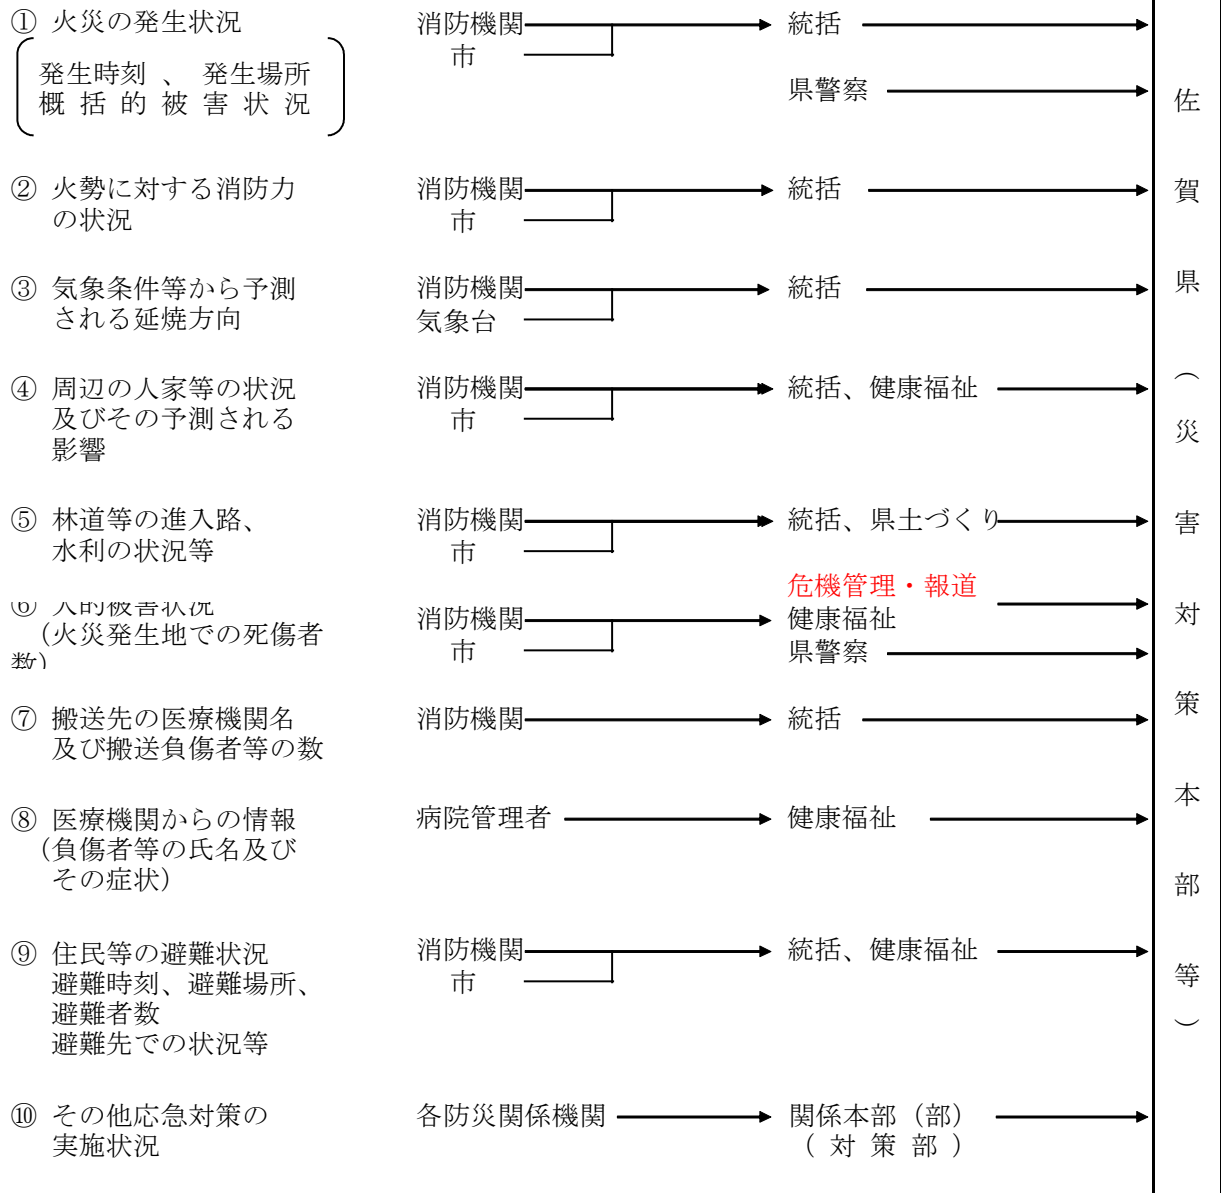 ① 火災の発生状況 消防機関 統括
市
発生時刻 、 発生場所
概 括 的 被 害 状 況 県警察
② 火勢に対する消防力 消防機関 統括
の状況 市
③ 気象条件等から予測 消防機関 統括
される延焼方向 気象台
④ 周辺の人家等の状況 消防機関 統括、健康福祉
及びその予測される 市
影響
⑤ 林道等の進入路、 消防機関 統括、県土づくり
水利の状況等 市
危機管理・報道
⑥ 人的被害状況 消防機関 健康福祉
(火災発生地での死傷者 市 県警察
数)
⑦ 搬送先の医療機関名 消防機関 統括
及び搬送負傷者等の数
⑧ 医療機関からの情報 病院管理者 健康福祉
(負傷者等の氏名及び
その症状)
⑨ 住民等の避難状況 消防機関 統括、健康福祉
避難時刻、避難場所、 市
避難者数
避難先での状況等
⑩ その他応急対策の 各防災関係機関 関係本部(部)
実施状況 ( 対 策 部 )
佐賀県(災害対策本部等)